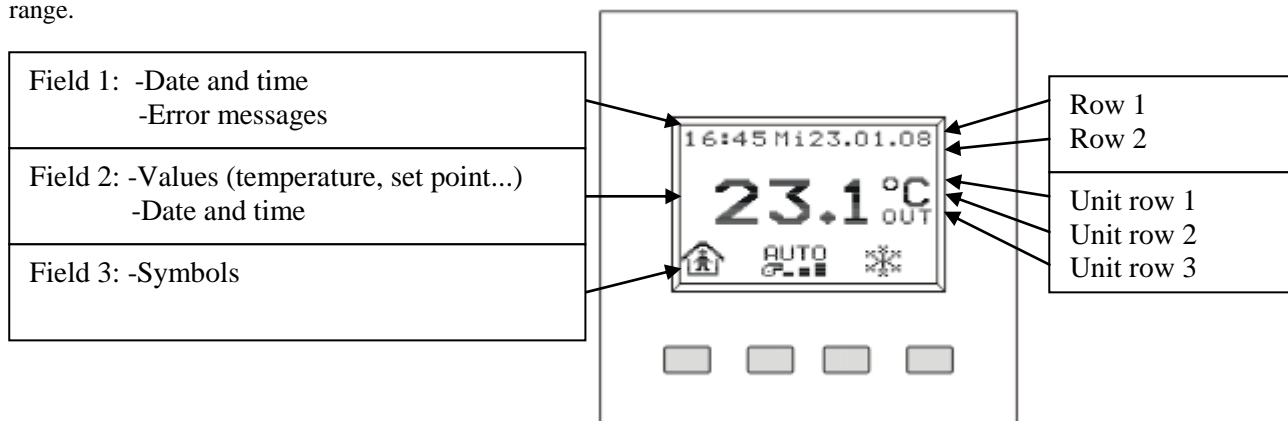 range.
Field 1: -Date and time
-Error messages
Field 2: -Values (temperature, set point...)
-Date and time
Field 3: -Symbols
16:45 Mi23.01.08
23.1 °C
OUT
AUTO
Row 1
Row 2
Unit row 1
Unit row 2
Unit row 3